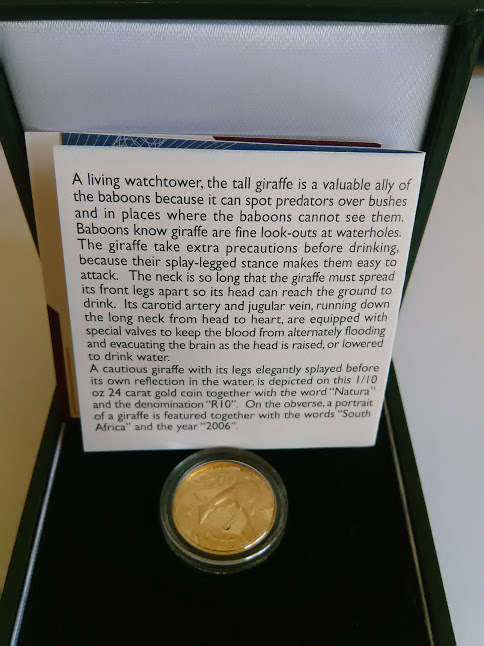 A living watchtower, the tall giraffe is a valuable ally of
the baboons because it can spot predators over bushes
and in places where the baboons cannot see them.
Baboons know giraffe are fine look-outs at waterholes.
The giraffe take extra precautions before drinking,
because their splay-legged stance makes them easy to
attack. The neck is so long that the giraffe must spread
its front legs apart so its head can reach the ground to
drink. Its carotid artery and jugular vein, running down
the long neck from head to heart, are equipped with
special valves to keep the blood from alternately flooding
and evacuating the brain as the head is raised, or lowered
to drink water.
A cautious giraffe with its legs elegantly splayed before
its own reflection in the water, is depicted on this 1/10
oz 24 carat gold coin together with the word "Natura"
and the denomination "R10". On the obverse, a portrait
of a giraffe is featured together with the words "South
Africa" and the year "2006".